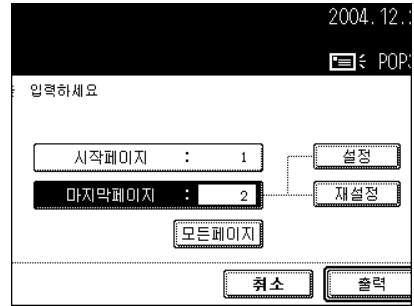 2004.12.
POP3
입력하세요
시작페이지 : 1 설정
마지막페이지 : 2 재설정
모든페이지
취소 출력